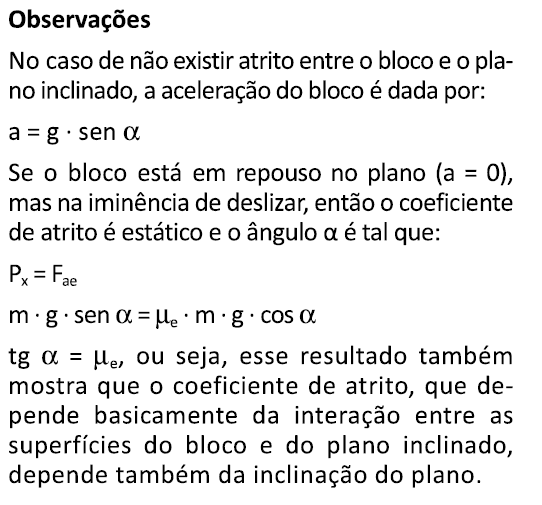 Observações
No caso de não existir atrito entre o bloco e o pla-
no inclinado, a aceleração do bloco é dada por:
a = g · sen α
Se o bloco está em repouso no plano (a = 0),
mas na iminência de deslizar, então o coeficiente
de atrito é estático e o ângulo α é tal que:
Pₓ = Fₐₑ
m · g · sen α = μₑ · m · g · cos α
tg α = μₑ, ou seja, esse resultado também
mostra que o coeficiente de atrito, que de-
pende basicamente da interação entre as
superfícies do bloco e do plano inclinado,
depende também da inclinação do plano.